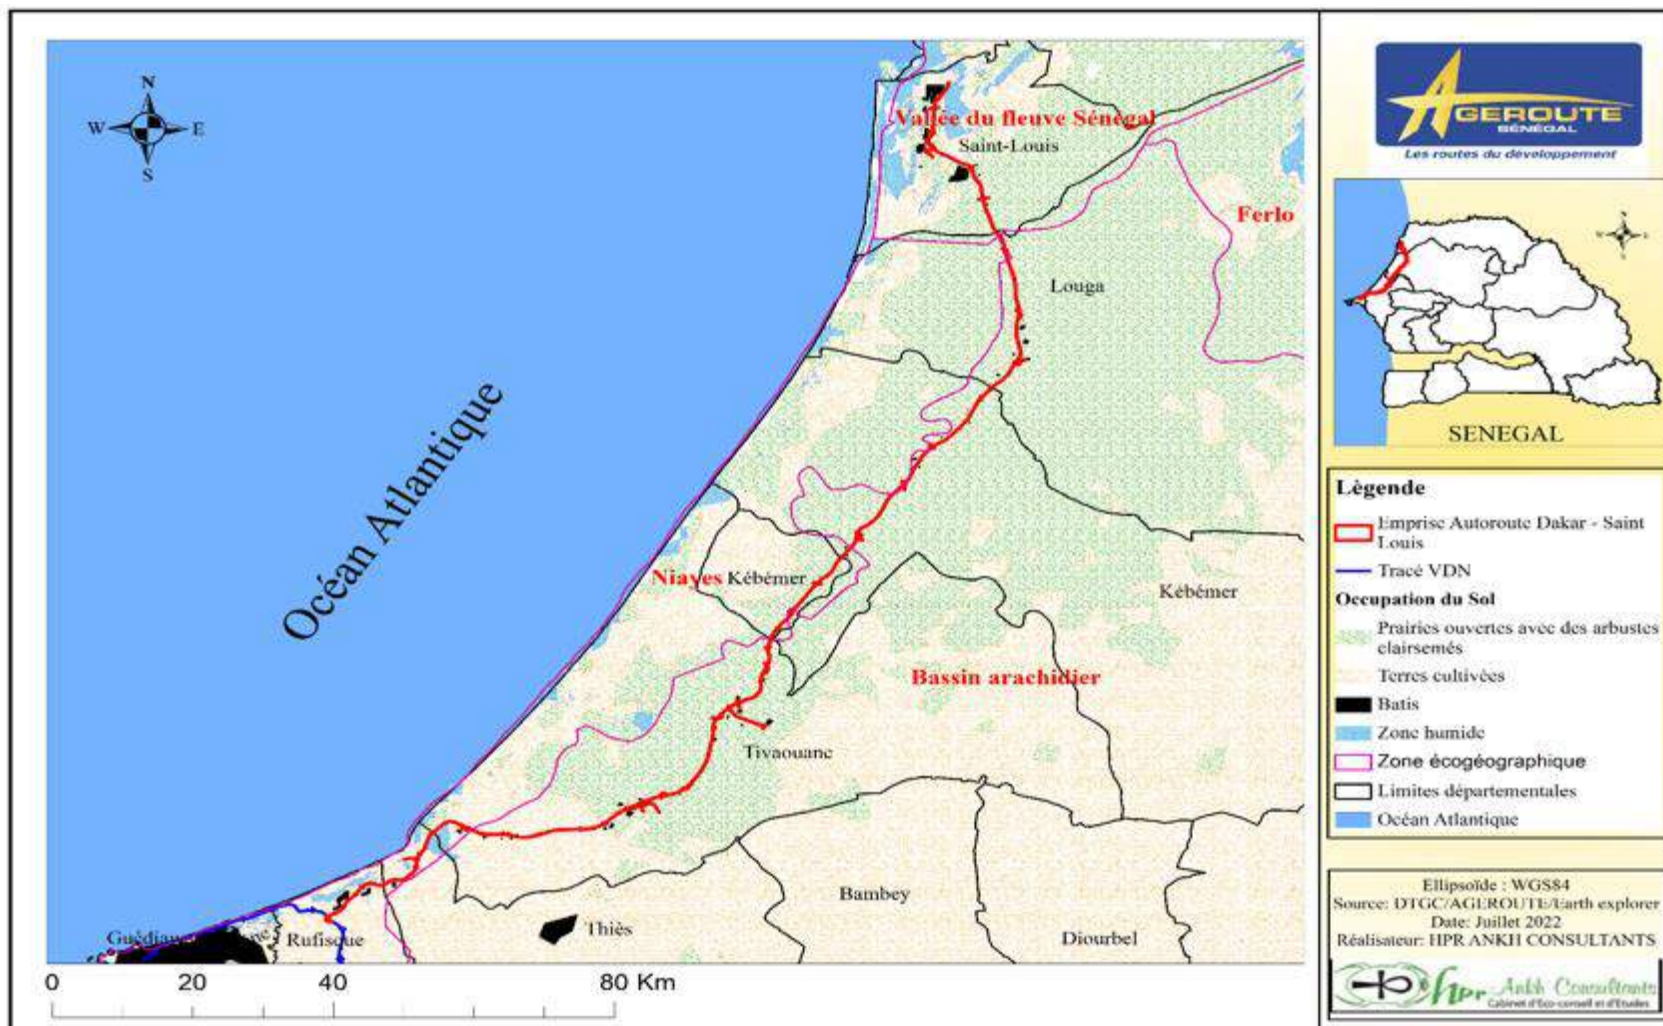 N
W E
S
Océan Atlantique
Vallée du fleuve Sénégal
Saint-Louis
Ferlo
Louga
Niayes Kébémer
Kébémer
Bassin arachidier
Tivaouane
Bambey
Thiès
Diourbel
Rufisque
0 20 40 80 Km
AGEROUTE
SÉNÉGAL
Les routes du développement
N
W E
SENEGAL
Lègende
Emprise Autoroute Dakar - Saint
Louis
Tracé VDN
Occupation du Sol
Prairies ouvertes avec des arbustes
clairsemés
Terres cultivées
Batis
Zone humide
Zone écogéographique
Limites départementales
Océan Atlantique
Ellipsoïde : WGS84
Source: DTGC/AGEROUTE/Earth explorer
Date: Juillet 2022
Réalisateur: HPR ANKH CONSULTANTS
Hpr Ankh Consultants
Cabinet d'Eco-conseil et d'Etudes